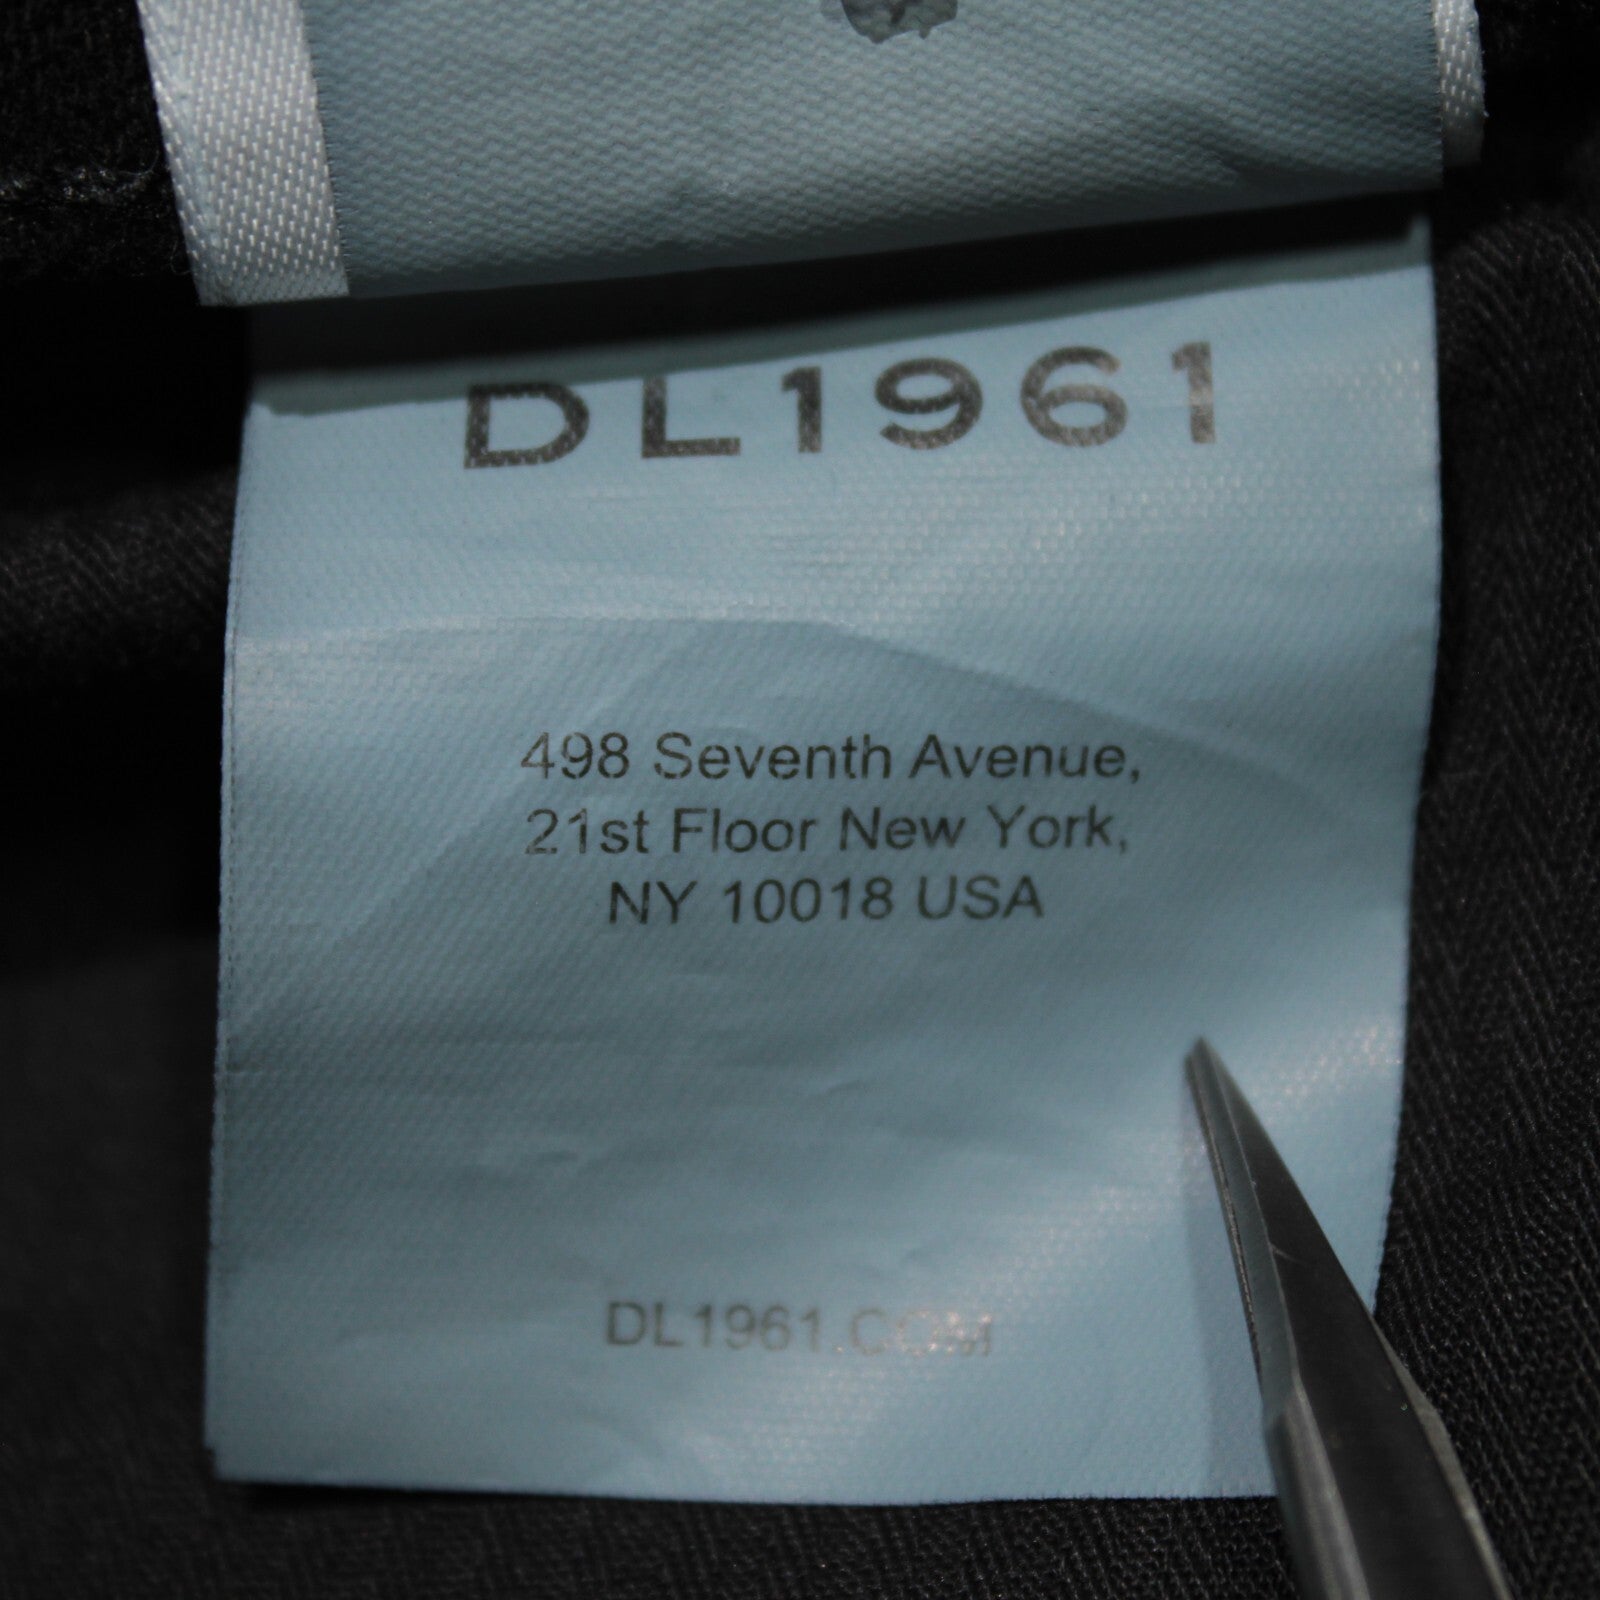 DL1961
498 Seventh Avenue,
21st Floor New York,
NY 10018 USA
DL1961.COM